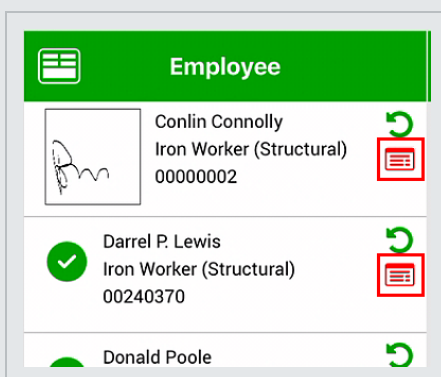 Employee
Conlin Connolly
Iron Worker (Structural)
00000002
Darrel P. Lewis
Iron Worker (Structural)
00240370
Donald Poole